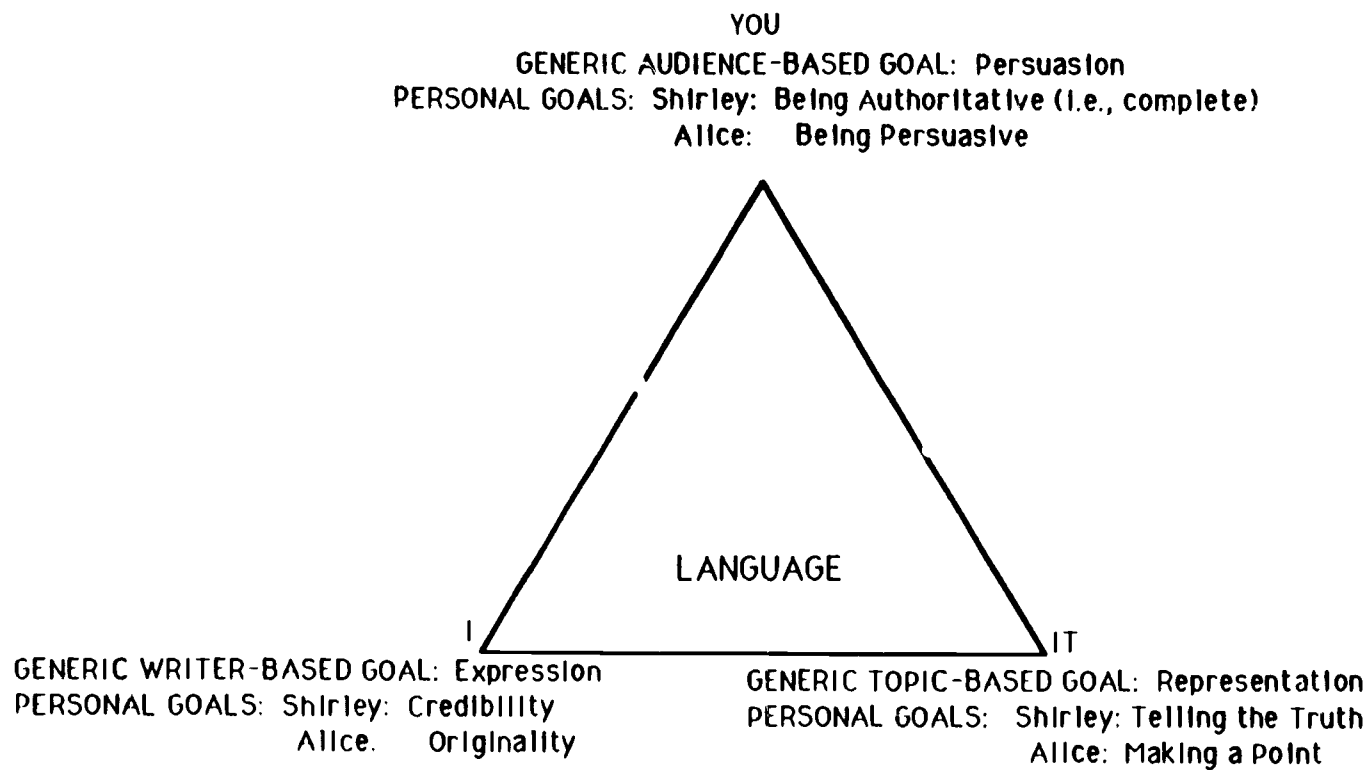 YOU
GENERIC AUDIENCE-BASED GOAL: Persuasion
PERSONAL GOALS: Shirley: Being Authoritative (i.e., complete)
Alice: Being Persuasive
LANGUAGE
I
GENERIC WRITER-BASED GOAL: Expression
PERSONAL GOALS: Shirley: Credibility
Alice. Originality
IT
GENERIC TOPIC-BASED GOAL: Representation
PERSONAL GOALS: Shirley: Telling the Truth
Alice: Making a Point